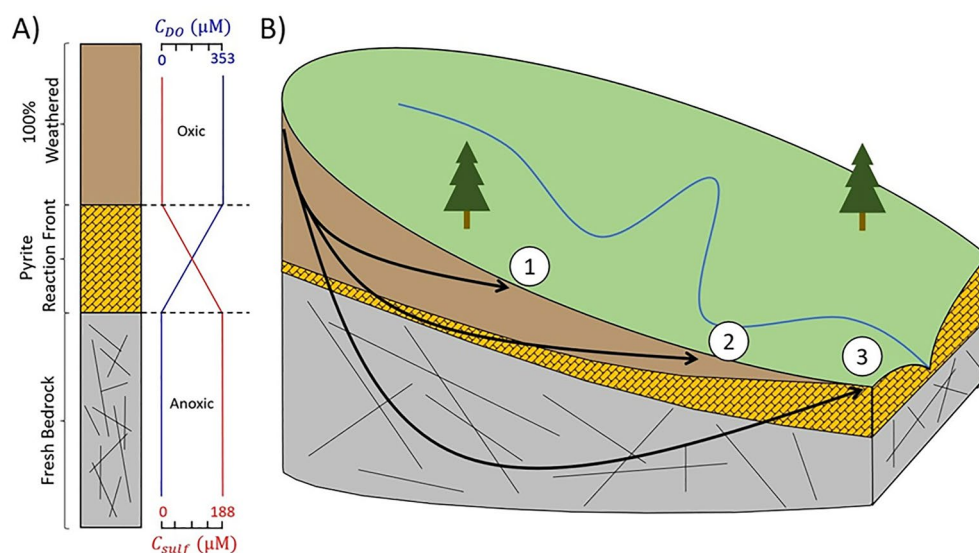 A)
C_DO (μM)
0 353
100%
Weathered
Oxic
Pyrite
Reaction Front
Fresh Bedrock
Anoxic
0 188
C_sulf (μM)
B)
1
2
3